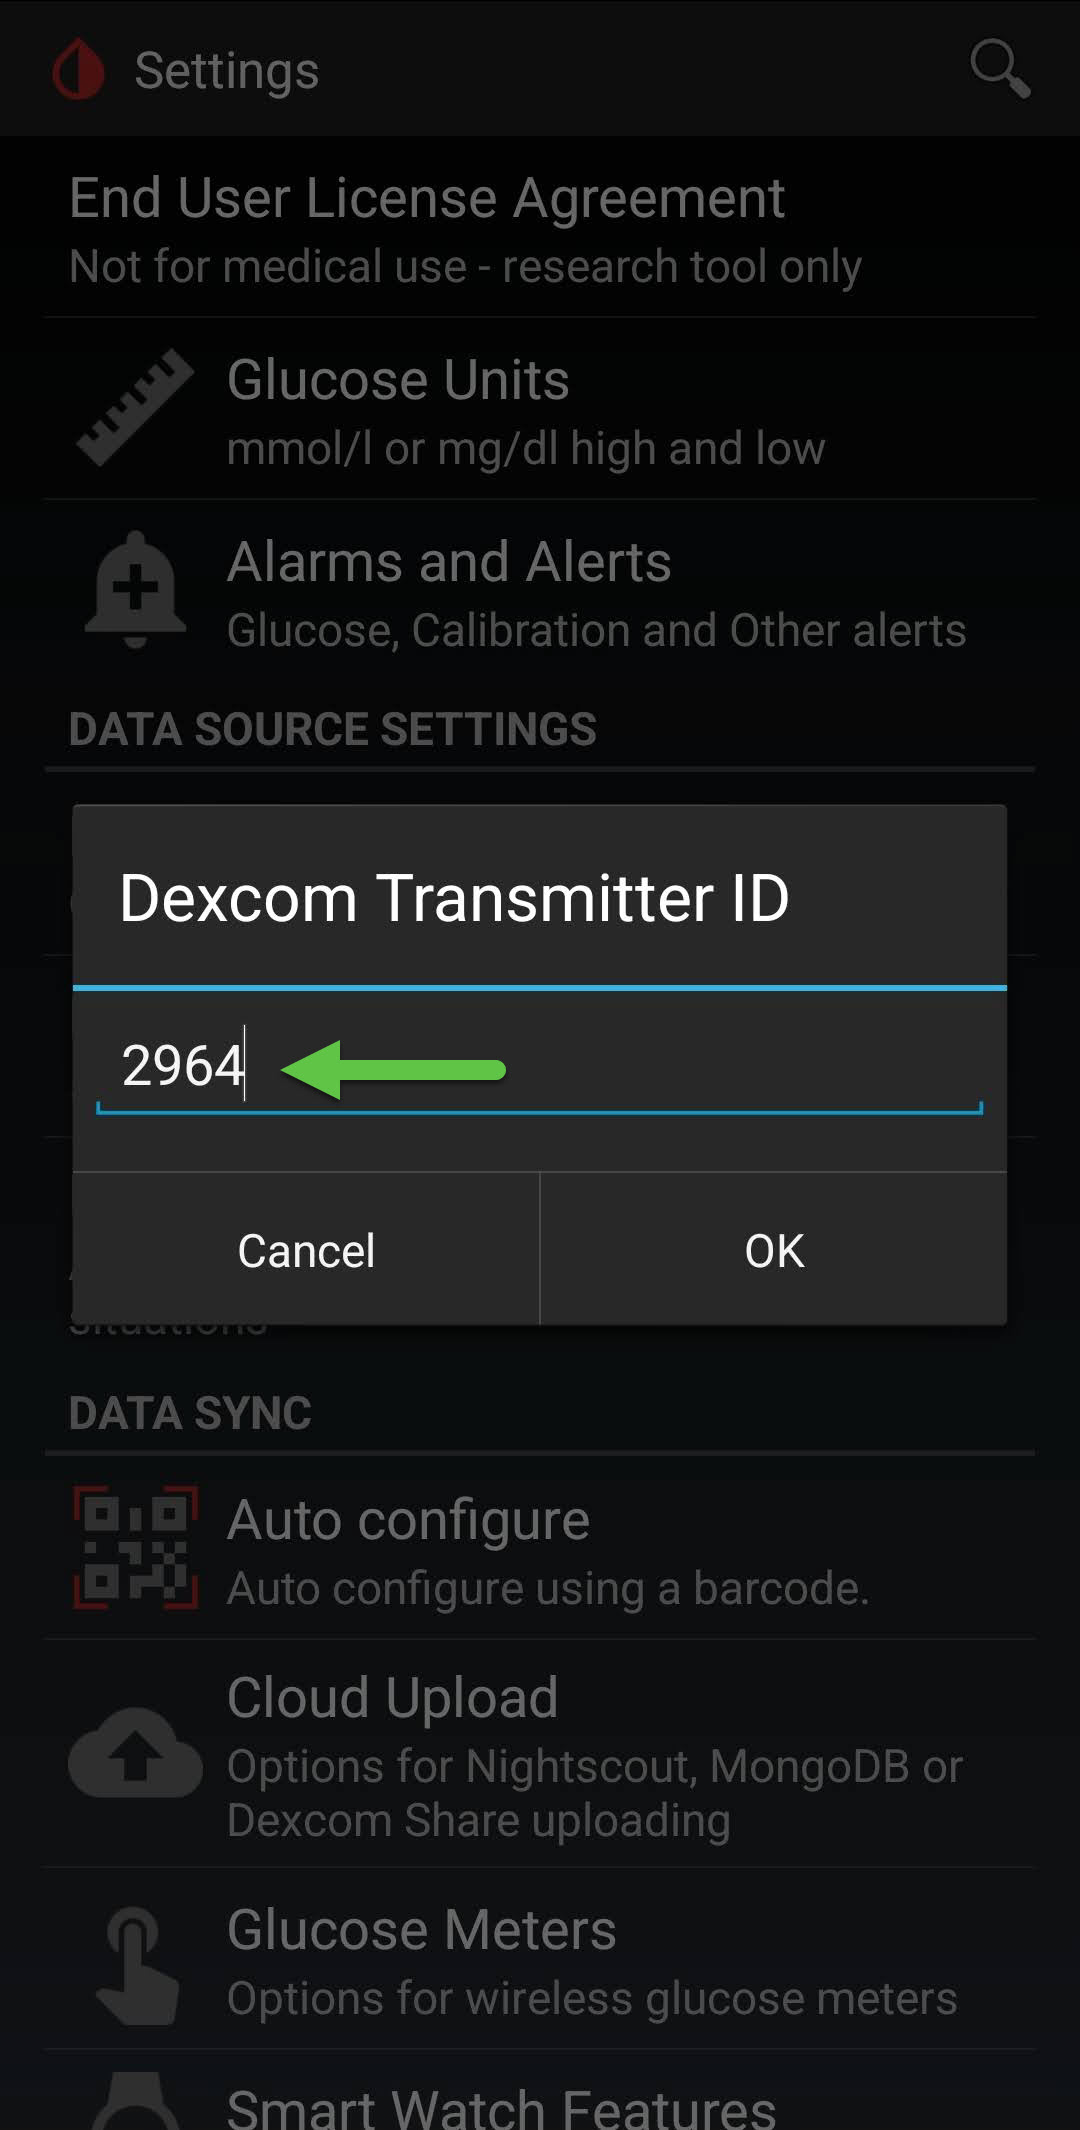 Settings
End User License Agreement
Not for medical use - research tool only
Glucose Units
mmol/l or mg/dl high and low
Alarms and Alerts
Glucose, Calibration and Other alerts
DATA SOURCE SETTINGS
Dexcom Transmitter ID
2964
Cancel
OK
situations
DATA SYNC
Auto configure
Auto configure using a barcode.
Cloud Upload
Options for Nightscout, MongoDB or
Dexcom Share uploading
Glucose Meters
Options for wireless glucose meters
Smart Watch Features